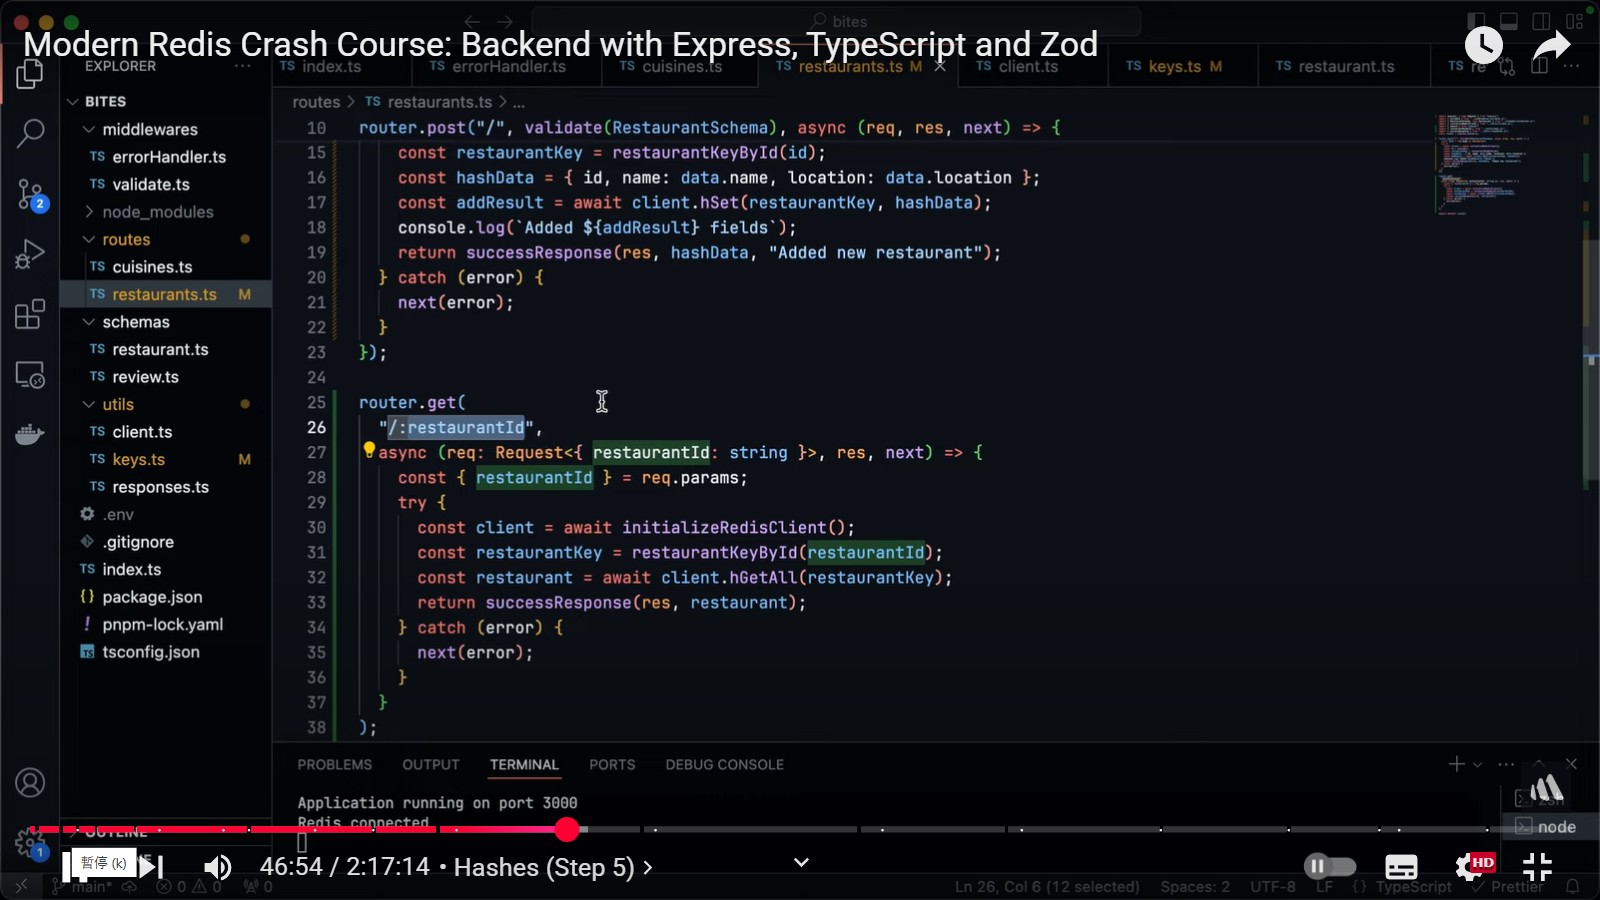 bites
Modern Redis Crash Course: Backend with Express, TypeScript and Zod
EXPLORER
TS index.ts
TS errorHandler.ts
TS cuisines.ts
TS restaurants.ts M
TS client.ts
TS keys.ts M
TS restaurant.ts
TS re
BITES
middlewares
TS errorHandler.ts
TS validate.ts
node_modules
routes
TS cuisines.ts
TS restaurants.ts M
schemas
TS restaurant.ts
TS review.ts
utils
TS client.ts
TS keys.ts M
TS responses.ts
.env
.gitignore
TS index.ts
{} package.json
! pnpm-lock.yaml
TS tsconfig.json
OUTLINE
2
1
routes > TS restaurants.ts > ...
10 router.post("/", validate(RestaurantSchema), async (req, res, next) => {
15 const restaurantKey = restaurantKeyById(id);
16 const hashData = { id, name: data.name, location: data.location };
17 const addResult = await client.hSet(restaurantKey, hashData);
18 console.log(`Added ${addResult} fields`);
19 return successResponse(res, hashData, "Added new restaurant");
20 } catch (error) {
21 next(error);
22 }
23 });
24
25 router.get(
26 "/:restaurantId",
27 async (req: Request<{ restaurantId: string }>, res, next) => {
28 const { restaurantId } = req.params;
29 try {
30 const client = await initializeRedisClient();
31 const restaurantKey = restaurantKeyById(restaurantId);
32 const restaurant = await client.hGetAll(restaurantKey);
33 return successResponse(res, restaurant);
34 } catch (error) {
35 next(error);
36 }
37 }
38 );
PROBLEMS OUTPUT TERMINAL PORTS DEBUG CONSOLE
Application running on port 3000
Redis connected
zsh
node
暂停 (k)
46:54 / 2:17:14 • Hashes (Step 5) >
HD
main* 0 0 0
Ln 26, Col 6 (12 selected) Spaces: 2 UTF-8 LF {} TypeScript Prettier